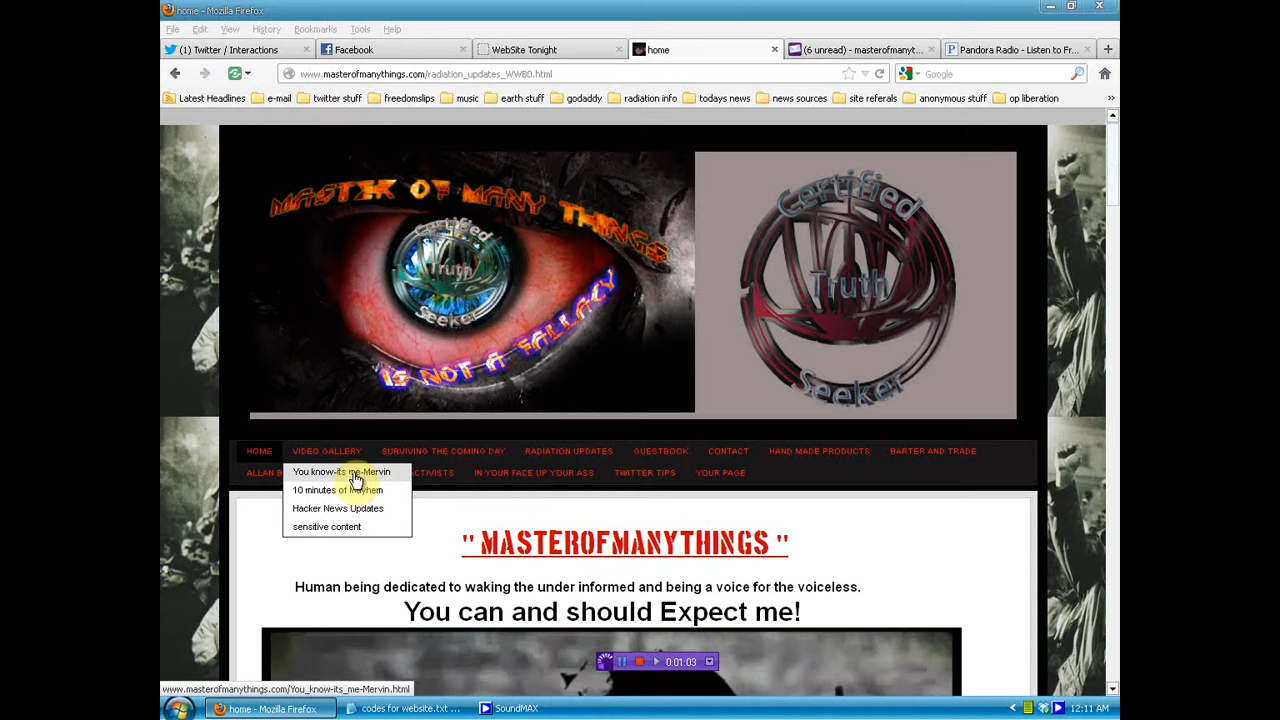 home - Mozilla Firefox
File Edit View History Bookmarks Tools Help
(1) Twitter / Interactions
Facebook
WebSite Tonight
home
(6 unread) - masterofmanyt...
Pandora Radio - Listen to Fr...
www.masterofmanythings.com/radiation_updates_WWB0.html
Google
Latest Headlines e-mail twitter stuff freedomslips music earth stuff godaddy radiation info todays news news sources site referals anonymous stuff op liberation
MASTER OF MANY THINGS
IS NOT A FALLACY
Certified
Truth
Seeker
Certified
Truth
Seeker
HOME VIDEO GALLERY SURVIVING THE COMING DAY RADIATION UPDATES GUESTBOOK CONTACT HAND MADE PRODUCTS BARTER AND TRADE
ALLAN B ACTIVISTS IN YOUR FACE UP YOUR ASS TWITTER TIPS YOUR PAGE
You know-its me-Mervin
10 minutes of Mayhem
Hacker News Updates
sensitive content
" MASTEROFMANYTHINGS "
Human being dedicated to waking the under informed and being a voice for the voiceless.
You can and should Expect me!
0:01:03
www.masterofmanythings.com/You_know-its_me-Mervin.html
home - Mozilla Firefox
codes for website.txt ...
SoundMAX
12:11 AM